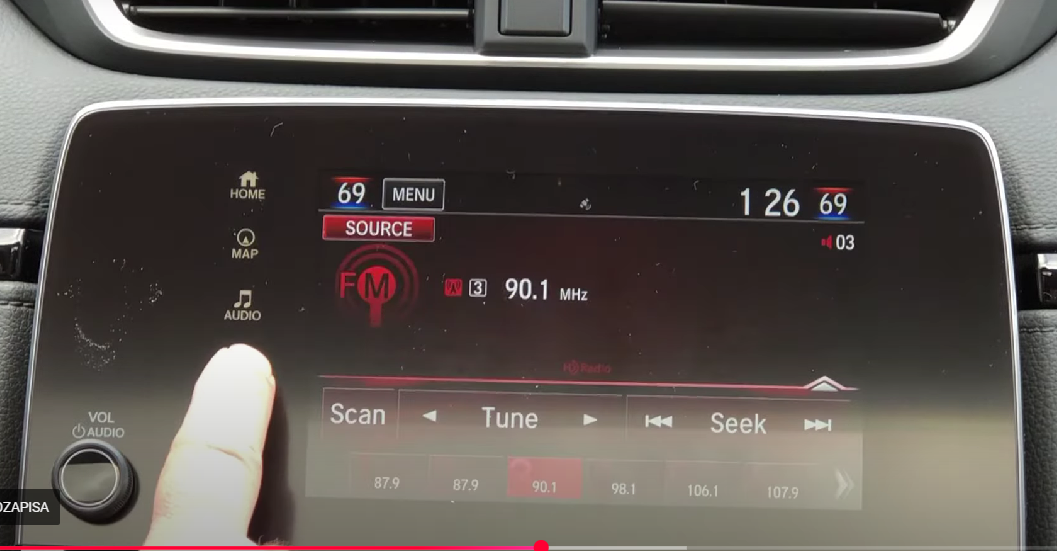 HOME
69 MENU 1 26 69
SOURCE
03
MAP
FM 3 90.1 MHz
AUDIO
HD Radio
Scan Tune Seek
VOL
AUDIO
87.9 87.9 90.1 98.1 106.1 107.9
OZAPISA